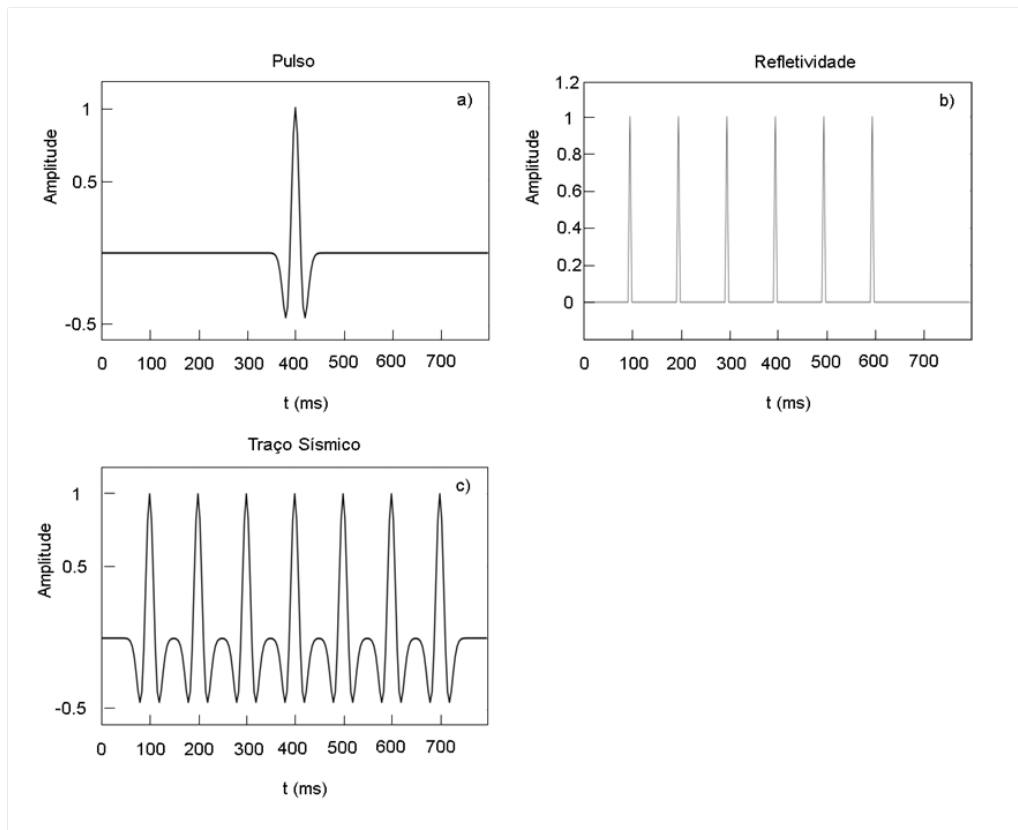 Pulso
a)
1
0.5
-0.5
Amplitude
0 100 200 300 400 500 600 700
t (ms)
Refletividade
b)
1.2
1
0.8
0.6
0.4
0.2
0
Amplitude
0 100 200 300 400 500 600 700
t (ms)
Traço Sísmico
c)
1
0.5
-0.5
Amplitude
0 100 200 300 400 500 600 700
t (ms)